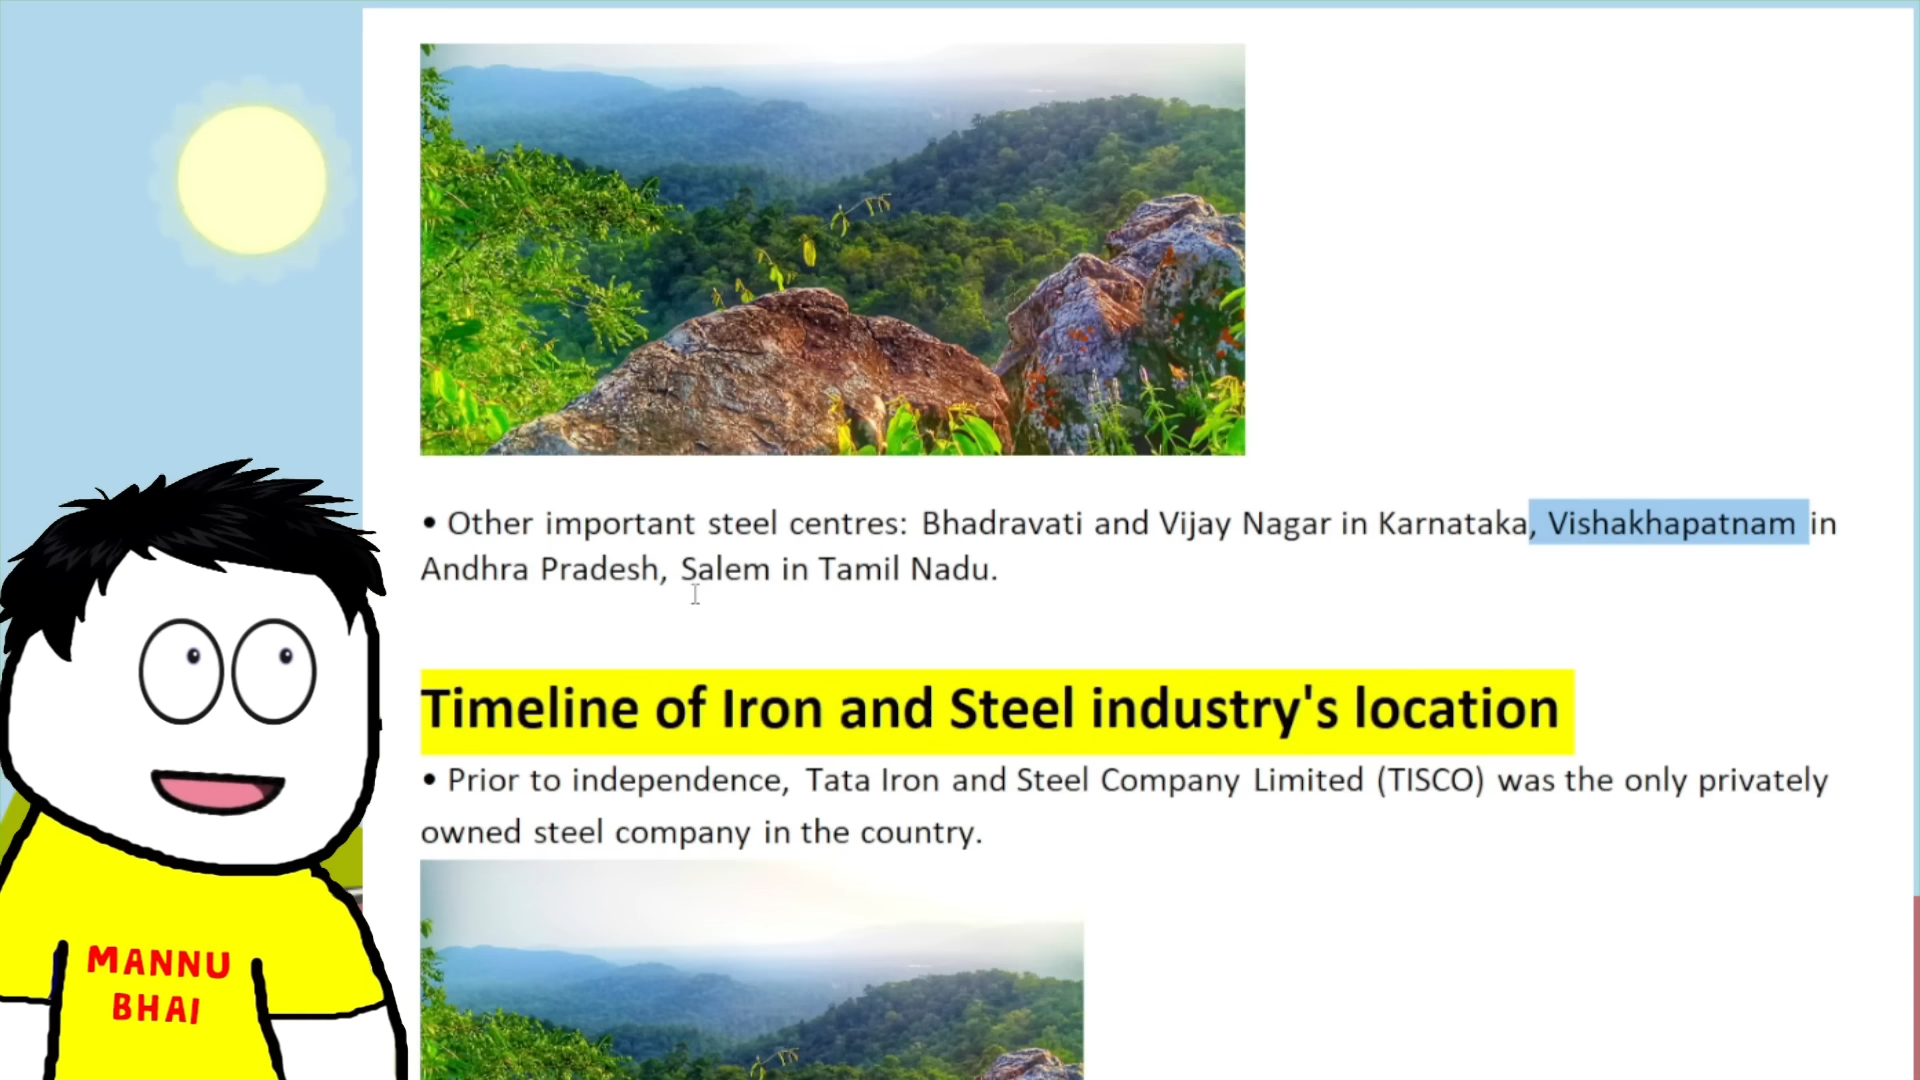 • Other important steel centres: Bhadravati and Vijay Nagar in Karnataka, Vishakhapatnam in
Andhra Pradesh, Salem in Tamil Nadu.
Timeline of Iron and Steel industry's location
• Prior to independence, Tata Iron and Steel Company Limited (TISCO) was the only privately
owned steel company in the country.
MANNU
BHAI